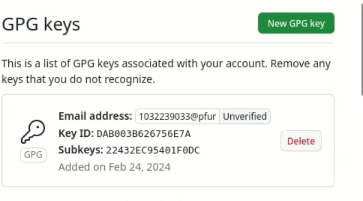 GPG keys
New GPG key
This is a list of GPG keys associated with your account. Remove any
keys that you do not recognize.
Email address: 1032239033@pfur Unverified
Key ID: DAB003B626756E7A
Subkeys: 22432EC95401F0DC
Added on Feb 24, 2024
GPG
Delete